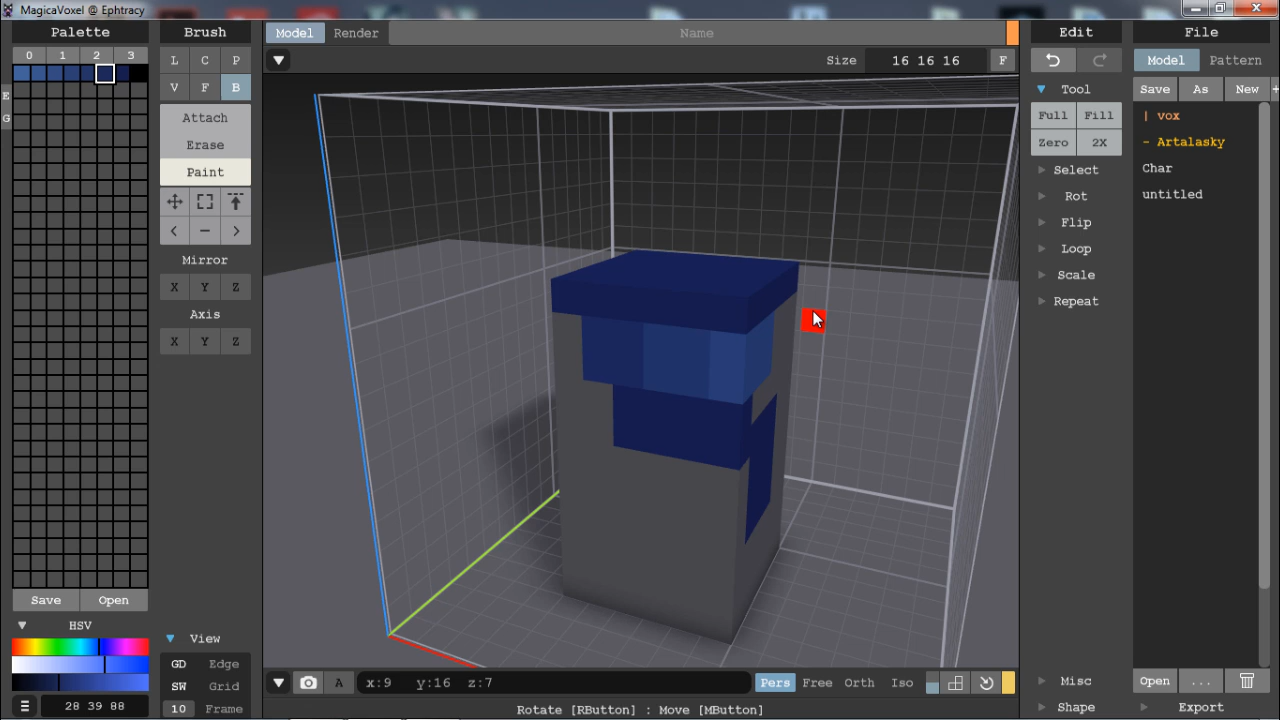 MagicaVoxel @ Ephtracy
Palette
0 1 2 3
E
G
Save Open
HSV
28 39 88
Brush
L C P
V F B
Attach
Erase
Paint
< - >
Mirror
X Y Z
Axis
X Y Z
View
GD Edge
SW Grid
10 Frame
Model Render Name
Size 16 16 16 F
A x:9 y:16 z:7 Pers Free Orth Iso
Rotate [RButton] : Move [MButton]
Edit
Tool
Full Fill
Zero 2X
Select
Rot
Flip
Loop
Scale
Repeat
Misc
Shape
File
Model Pattern
Save As New +
| vox
- Artalasky
Char
untitled
Open ...
Export